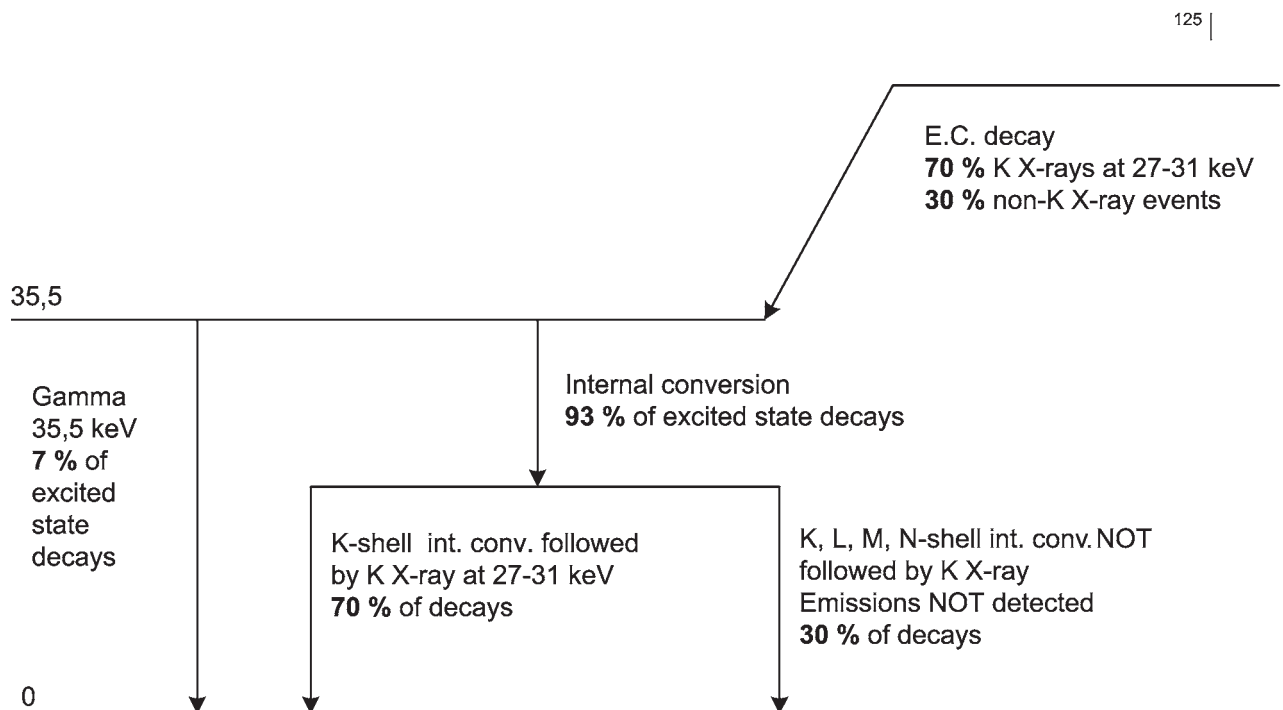 125
E.C. decay
70 % K X-rays at 27-31 keV
30 % non-K X-ray events
35,5
Gamma
35,5 keV
7 % of
excited
state
decays
Internal conversion
93 % of excited state decays
K-shell int. conv. followed
by K X-ray at 27-31 keV
70 % of decays
K, L, M, N-shell int. conv. NOT
followed by K X-ray
Emissions NOT detected
30 % of decays
0